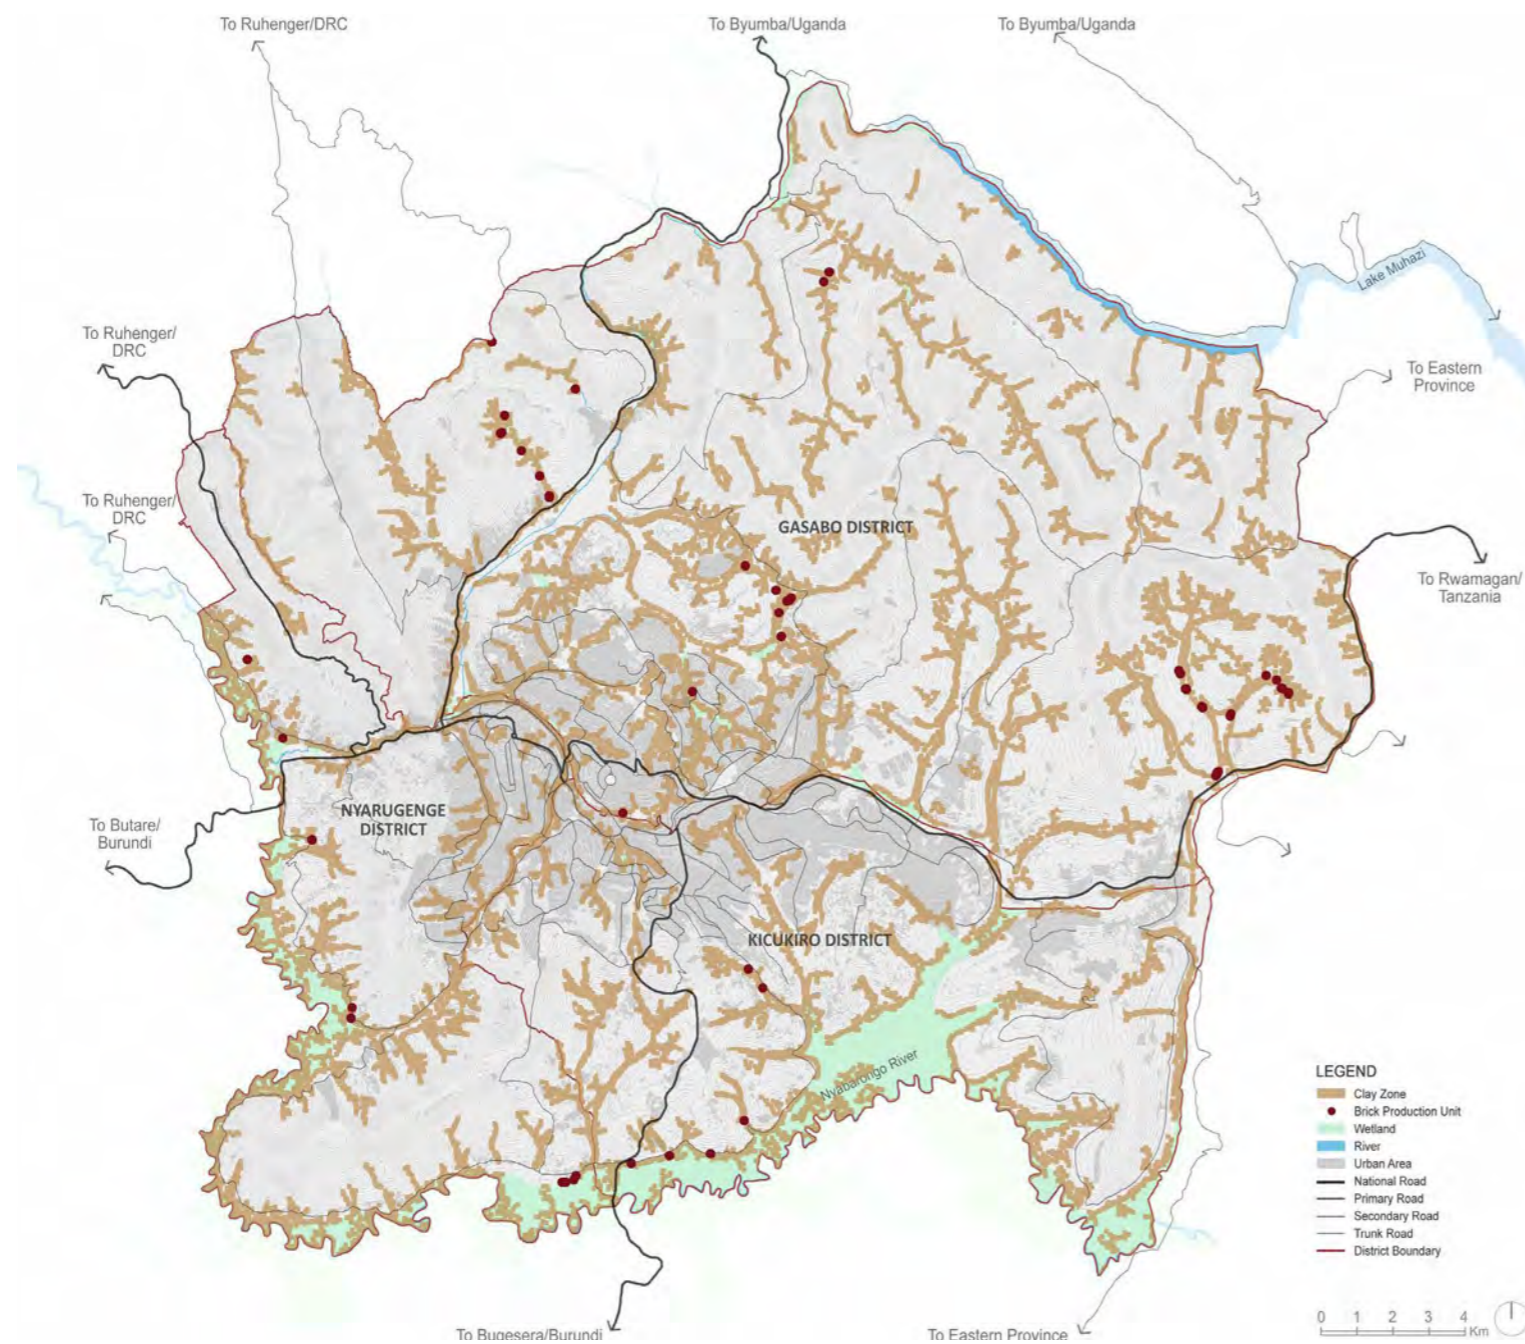 To Ruhenger/DRC
To Byumba/Uganda
To Byumba/Uganda
Lake Muhazi
To Ruhenger/
DRC
To Eastern
Province
To Ruhenger/
DRC
GASABO DISTRICT
To Rwamagan/
Tanzania
NYARUGENGE
DISTRICT
To Butare/
Burundi
KICUKIRO DISTRICT
Nyabarongo River
LEGEND
Clay Zone
Brick Production Unit
Wetland
River
Urban Area
National Road
Primary Road
Secondary Road
Trunk Road
District Boundary
0 1 2 3 4
Km
To Bugesera/Burundi
To Eastern Province